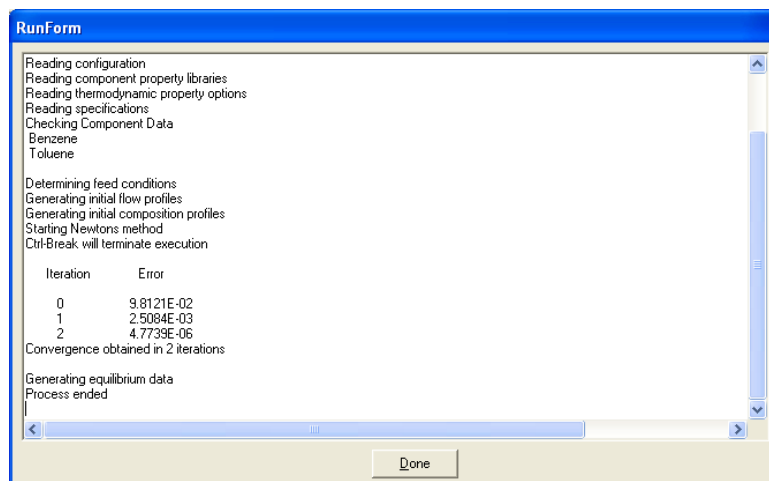 RunForm
Reading configuration
Reading component property libraries
Reading thermodynamic property options
Reading specifications
Checking Component Data
Benzene
Toluene
Determining feed conditions
Generating initial flow profiles
Generating initial composition profiles
Starting Newtons method
Ctrl-Break will terminate execution
Iteration Error
0 9.8121E-02
1 2.5084E-03
2 4.7739E-06
Convergence obtained in 2 iterations
Generating equilibrium data
Process ended
Done